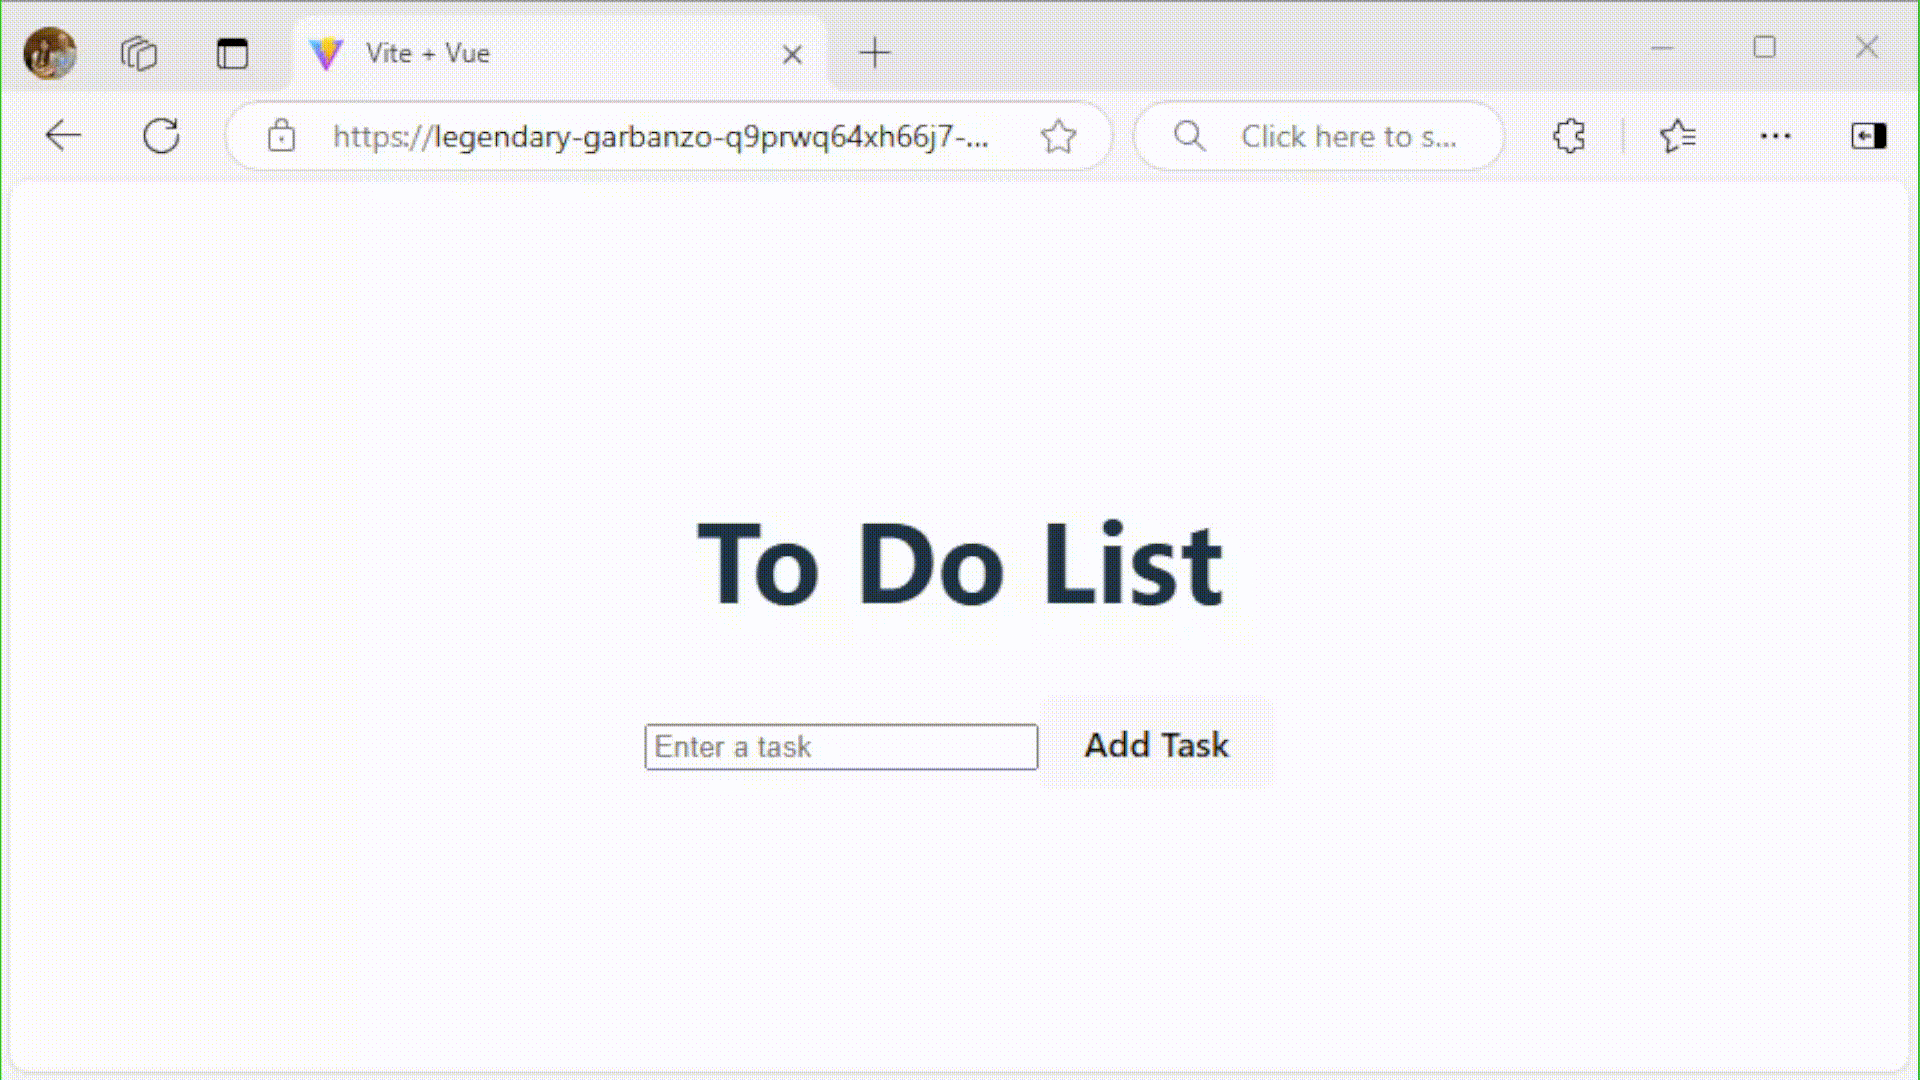 Vite + Vue
https://legendary-garbanzo-q9prwq64xh66j7-...
Click here to s...
To Do List
Enter a task
Add Task